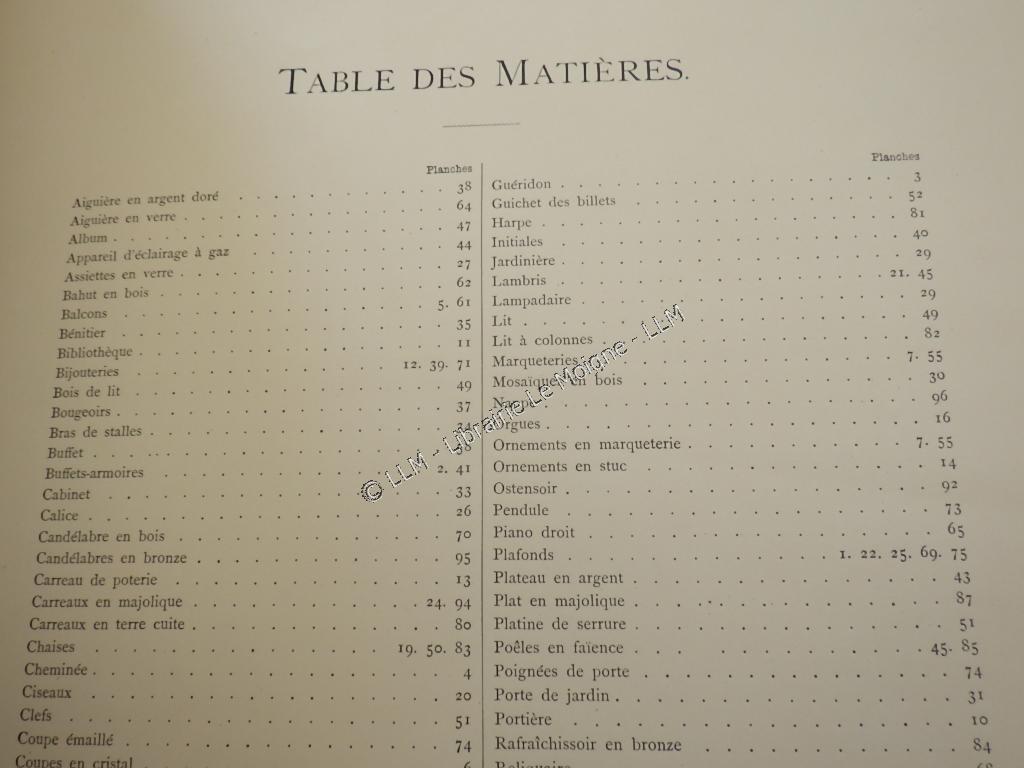 TABLE DES MATIÈRES.
Planches
Aiguière en argent doré . . . . . . . . . . . 38
Aiguière en verre . . . . . . . . . . . . . 64
Album . . . . . . . . . . . . . . . . 47
Appareil d'éclairage à gaz . . . . . . . . . . 44
Assiettes en verre . . . . . . . . . . . . . 27
Bahut en bois . . . . . . . . . . . . . . 62
Balcons . . . . . . . . . . . . . . . 5. 61
Bénitier . . . . . . . . . . . . . . . . 35
Bibliothèque . . . . . . . . . . . . . . . 11
Bijouteries . . . . . . . . . . . . . 12. 39. 71
Bois de lit . . . . . . . . . . . . . . . 49
Bougeoirs . . . . . . . . . . . . . . . . 37
Bras de stalles . . . . . . . . . . . . . .
Buffet . . . . . . . . . . . . . . . .
Buffets-armoires . . . . . . . . . . . . . 2. 41
Cabinet . . . . . . . . . . . . . . . . 33
Calice . . . . . . . . . . . . . . . . . 26
Candélabre en bois . . . . . . . . . . . . . 70
Candélabres en bronze . . . . . . . . . . . . 95
Carreau de poterie . . . . . . . . . . . . . 13
Carreaux en majolique . . . . . . . . . . . 24. 94
Carreaux en terre cuite . . . . . . . . . . . . 80
Chaises . . . . . . . . . . . . . . 19. 50. 83
Cheminée . . . . . . . . . . . . . . . . 4
Ciseaux . . . . . . . . . . . . . . . . 20
Clefs . . . . . . . . . . . . . . . . . 51
Coupe émaillé . . . . . . . . . . . . . . 74
Coupes en cristal . . . . . . . . . . . . . 6
Planches
Guéridon . . . . . . . . . . . . . . . . 3
Guichet des billets . . . . . . . . . . . . . 52
Harpe . . . . . . . . . . . . . . . . . 81
Initiales . . . . . . . . . . . . . . . . 40
Jardinière . . . . . . . . . . . . . . . . 29
Lambris . . . . . . . . . . . . . . . 21. 45
Lampadaire . . . . . . . . . . . . . . . 29
Lit . . . . . . . . . . . . . . . . . . 49
Lit à colonnes . . . . . . . . . . . . . . 82
Marqueteries . . . . . . . . . . . . . . 7. 55
Mosaïques en bois . . . . . . . . . . . . . 30
Nappe . . . . . . . . . . . . . . . . . 96
Orgues . . . . . . . . . . . . . . . . . 16
Ornements en marqueterie . . . . . . . . . . 7. 55
Ornements en stuc . . . . . . . . . . . . . 14
Ostensoir . . . . . . . . . . . . . . . . 92
Pendule . . . . . . . . . . . . . . . . 73
Piano droit . . . . . . . . . . . . . . . 65
Plafonds . . . . . . . . . . . . 1. 22. 25. 69. 75
Plateau en argent . . . . . . . . . . . . . 43
Plat en majolique . . . . . . . . . . . . . 87
Platine de serrure . . . . . . . . . . . . . 51
Poêles en faïence . . . . . . . . . . . . 45. 85
Poignées de porte . . . . . . . . . . . . . 74
Porte de jardin . . . . . . . . . . . . . . 31
Portière . . . . . . . . . . . . . . . . 10
Rafraîchissoir en bronze . . . . . . . . . . . 84
Reliquaire . . . . . . . . . . . . . . . 68
© LLM - Librairie Le Moigne - LLM